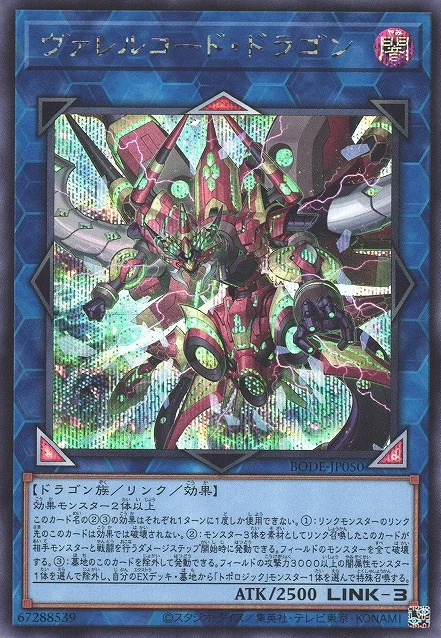 ヴァレルコード・ドラゴン
闇
BODE-JP050
【ドラゴン族／リンク／効果】
効果モンスター2体以上
このカード名の②③の効果はそれぞれ1ターンに1度しか使用できない。①：リンクモンスターのリンク
先のこのカードは効果では破壊されない。②：モンスター3体を素材としてリンク召喚したこのカードが
相手モンスターと戦闘を行うダメージステップ開始時に発動できる。フィールドのモンスターを全て破壊
する。③：墓地のこのカードを除外して発動できる。フィールドの攻撃力3000以上の闇属性モンスター
1体を選んで除外し、自分のEXデッキ・墓地から「トポロジック」モンスター1体を選んで特殊召喚する。
ATK/2500 LINK-3
67288539
©スタジオ・ダイス／集英社・テレビ東京・KONAMI